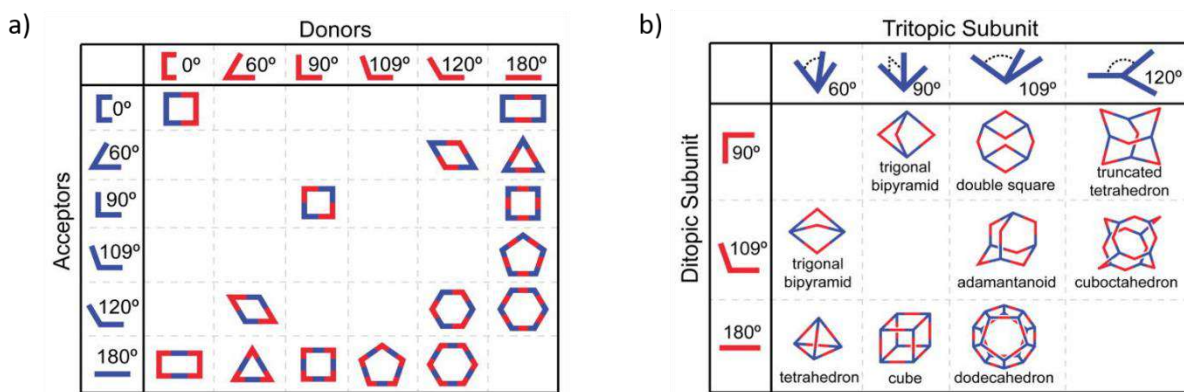 a)
Donors
0º 60º 90º 109º 120º 180º
Acceptors
0º
60º
90º
109º
120º
180º
b)
Tritopic Subunit
60º 90º 109º 120º
Ditopic Subunit
90º
trigonal
bipyramid
double square
truncated
tetrahedron
109º
trigonal
bipyramid
adamantanoid
cuboctahedron
180º
tetrahedron
cube
dodecahedron